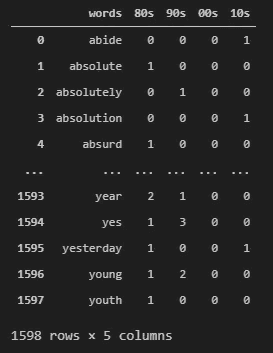 words 80s 90s 00s 10s
0 abide 0 0 0 1
1 absolute 1 0 0 0
2 absolutely 0 1 0 0
3 absolution 0 0 0 1
4 absurd 1 0 0 0
... ... ... ... ... ...
1593 year 2 1 0 0
1594 yes 1 3 0 0
1595 yesterday 1 0 0 1
1596 young 1 2 0 0
1597 youth 1 0 0 0
1598 rows × 5 columns